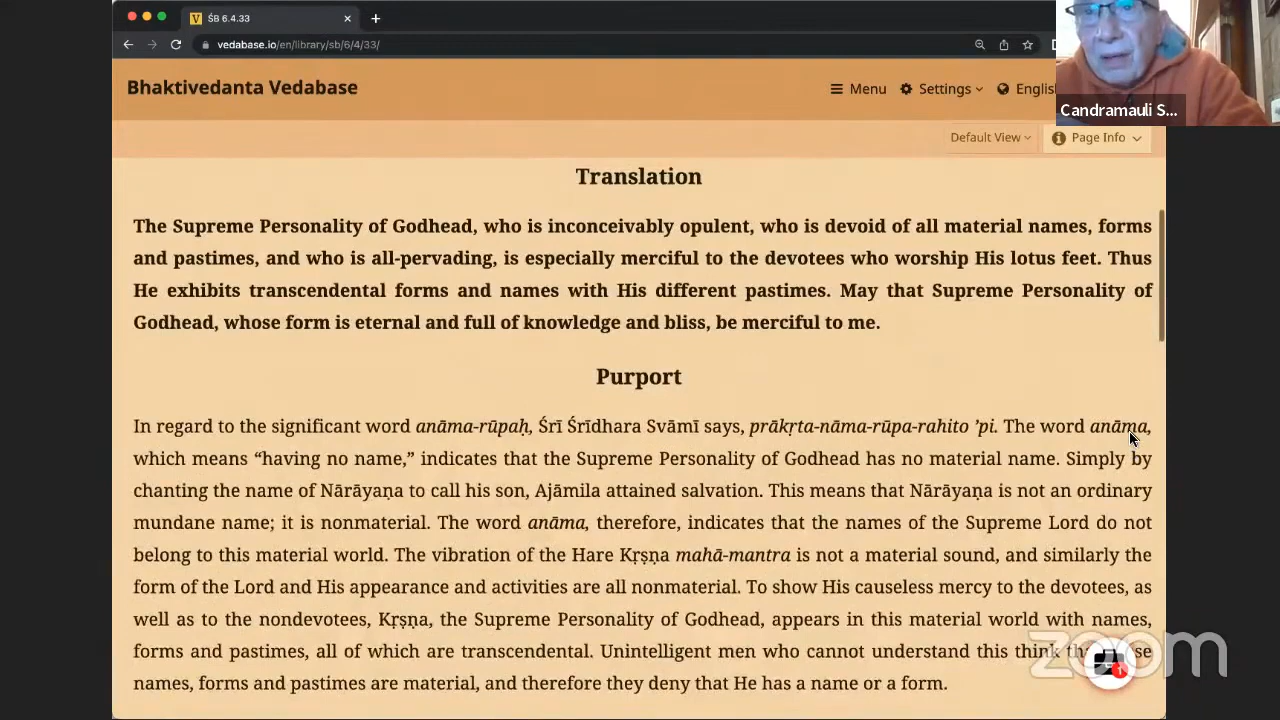 ŚB 6.4.33
vedabase.io/en/library/sb/6/4/33/
Bhaktivedanta Vedabase
Menu Settings
Candramauli S...
Default View Page Info
Translation
The Supreme Personality of Godhead, who is inconceivably opulent, who is devoid of all material names, forms
and pastimes, and who is all-pervading, is especially merciful to the devotees who worship His lotus feet. Thus
He exhibits transcendental forms and names with His different pastimes. May that Supreme Personality of
Godhead, whose form is eternal and full of knowledge and bliss, be merciful to me.
Purport
In regard to the significant word anāma-rūpaḥ, Śrī Śrīdhara Svāmī says, prākṛta-nāma-rūpa-rahito ’pi. The word anāma,
which means “having no name,” indicates that the Supreme Personality of Godhead has no material name. Simply by
chanting the name of Nārāyaṇa to call his son, Ajāmila attained salvation. This means that Nārāyaṇa is not an ordinary
mundane name; it is nonmaterial. The word anāma, therefore, indicates that the names of the Supreme Lord do not
belong to this material world. The vibration of the Hare Kṛṣṇa mahā-mantra is not a material sound, and similarly the
form of the Lord and His appearance and activities are all nonmaterial. To show His causeless mercy to the devotees, as
well as to the nondevotees, Kṛṣṇa, the Supreme Personality of Godhead, appears in this material world with names,
forms and pastimes, all of which are transcendental. Unintelligent men who cannot understand this think
names, forms and pastimes are material, and therefore they deny that He has a name or a form.
zoom
1